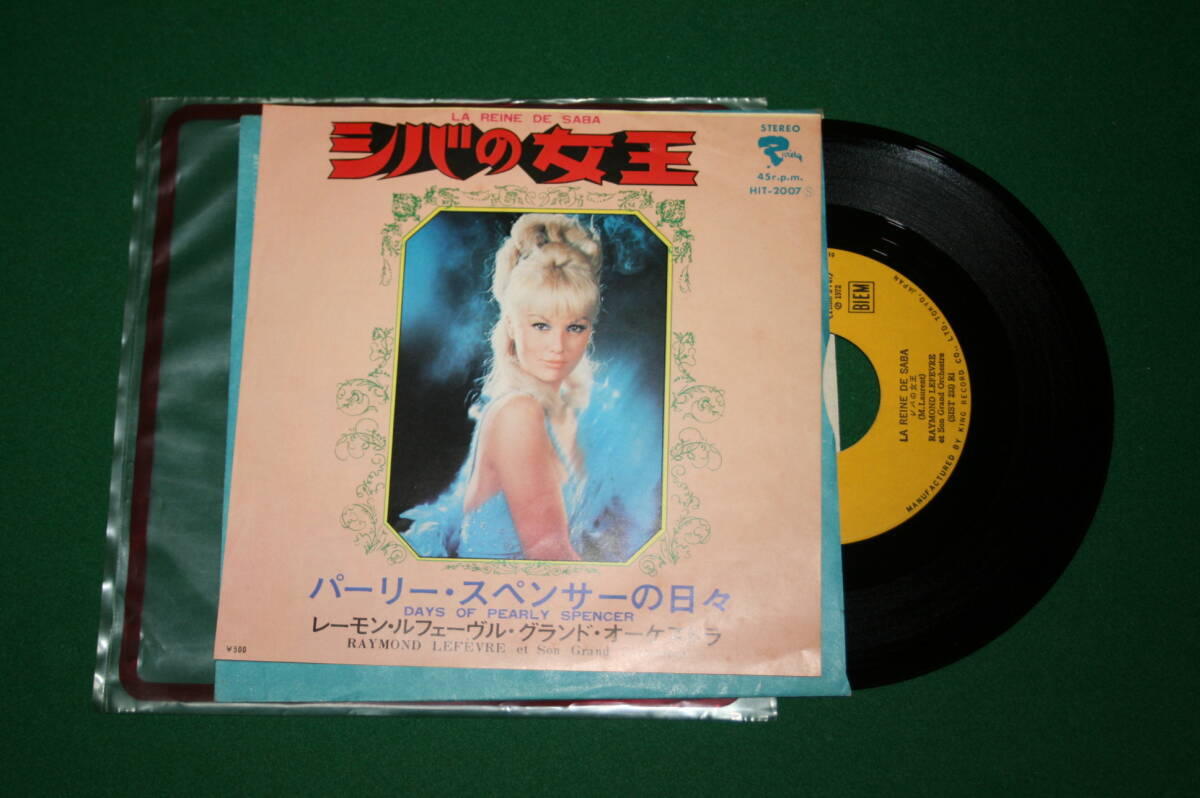 LA REINE DE SABA
シバの女王
STEREO
Riviera
45r.p.m.
HIT-2007 Ⓢ
パーリー・スペンサーの日々
DAYS OF PEARLY SPENCER
レーモン・ルフェーヴル・グランド・オーケストラ
RAYMOND LEFEVRE et Son Grand
¥500
Ⓟ 1972
BIEM
LA REINE DE SABA
シバの女王
(M.Laurent)
RAYMOND LEFEVRE
et Son Grand Orchestre
MANUFACTURED BY KING RECORD CO., LTD. TOKYO, JAPAN